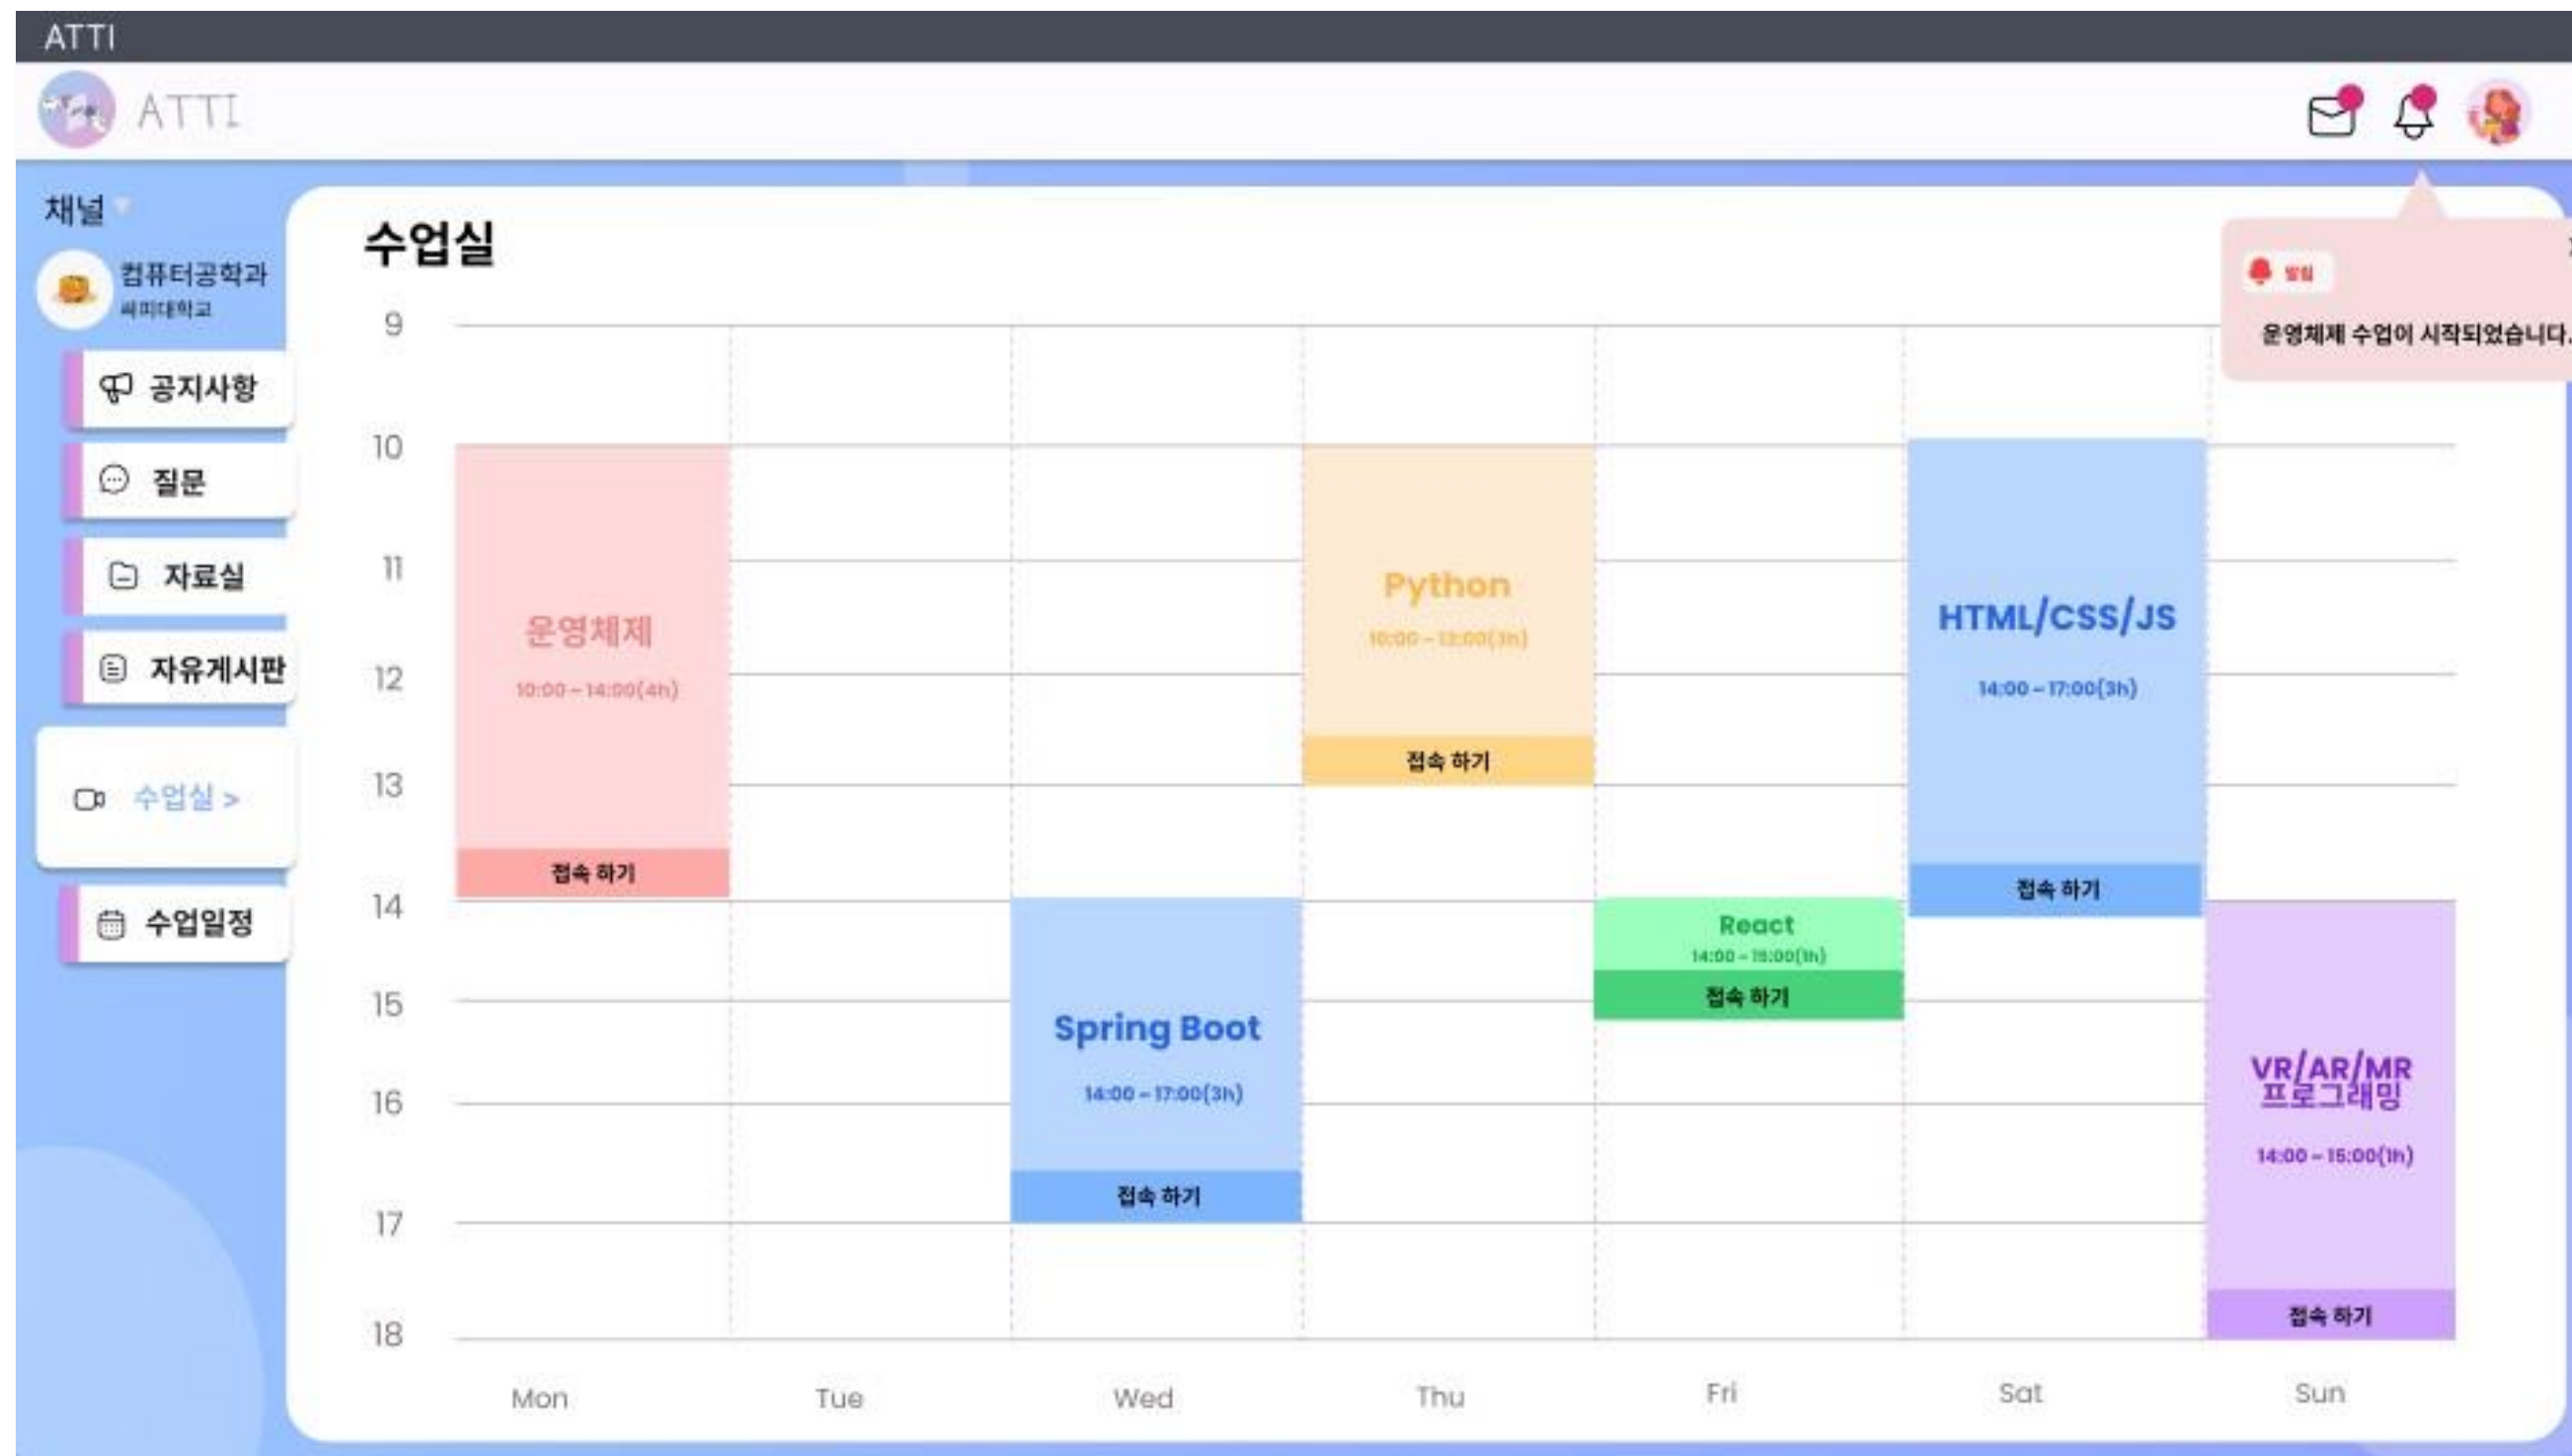 ATTI
ATTI
채널
컴퓨터공학과
써피대학교
공지사항
질문
자료실
자유게시판
수업실 >
수업일정
수업실
알림
운영체제 수업이 시작되었습니다.
9
10
11
12
13
14
15
16
17
18
운영체제
10:00 – 14:00(4h)
접속 하기
Spring Boot
14:00 – 17:00(3h)
접속 하기
Python
10:00 – 13:00(3h)
접속 하기
React
14:00 – 15:00(1h)
접속 하기
HTML/CSS/JS
14:00 – 17:00(3h)
접속 하기
VR/AR/MR
프로그래밍
14:00 – 15:00(1h)
접속 하기
Mon
Tue
Wed
Thu
Fri
Sat
Sun